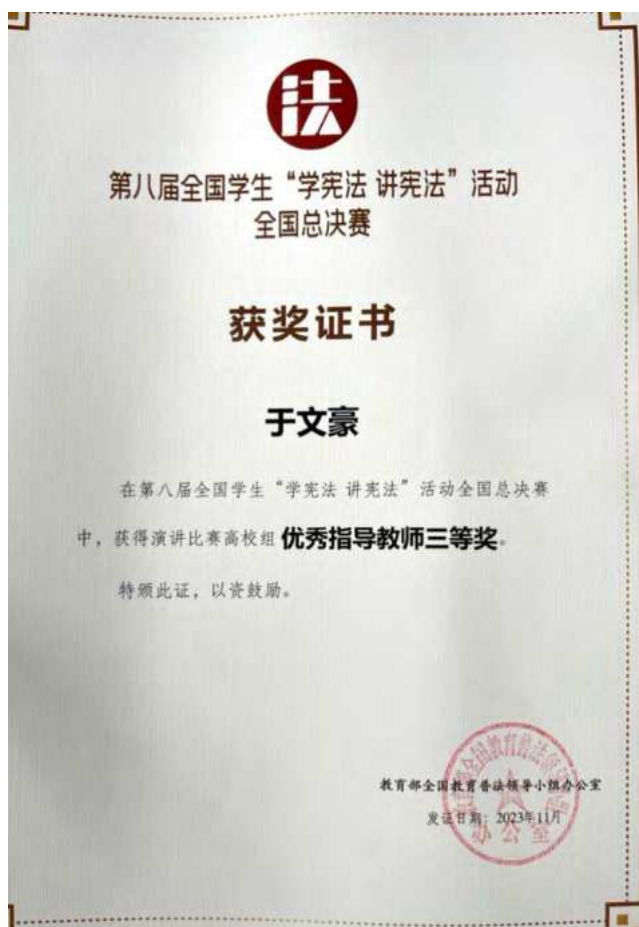 法
第八届全国学生“学宪法 讲宪法”活动
全国总决赛
获奖证书
于文豪
在第八届全国学生“学宪法 讲宪法”活动全国总决赛
中，获得演讲比赛高校组 优秀指导教师三等奖。
特颁此证，以资鼓励。
教育部全国教育普法领导小组办公室
发证日期：2023年11月